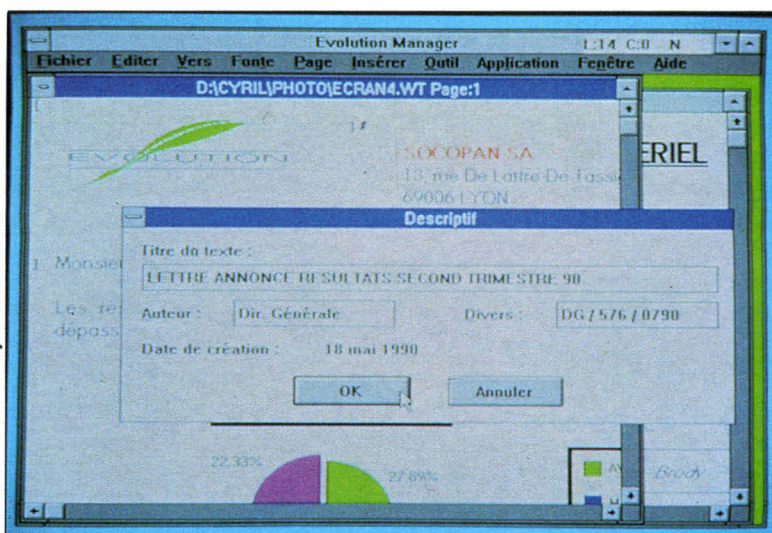 Evolution Manager L:14 C:0 N
Fichier Editer Vers Fonte Page Insérer Outil Application Fenêtre Aide
D:\CYRIL\PHOTO\ECRAN4.WT Page:1
EVOLUTION
SOCOPAN SA
13, rue De Lattre De Tassi
69006 LYON
ERIEL
Descriptif
Titre du texte :
LETTRE ANNONCE RESULTATS SECOND TRIMESTRE 90
Monsie
Auteur : Dir. Générale Divers : DG / 576 / 0790
Les ré
dépass
Date de création : 18 mai 1990
OK Annuler
22,33%
27,89%
Brody